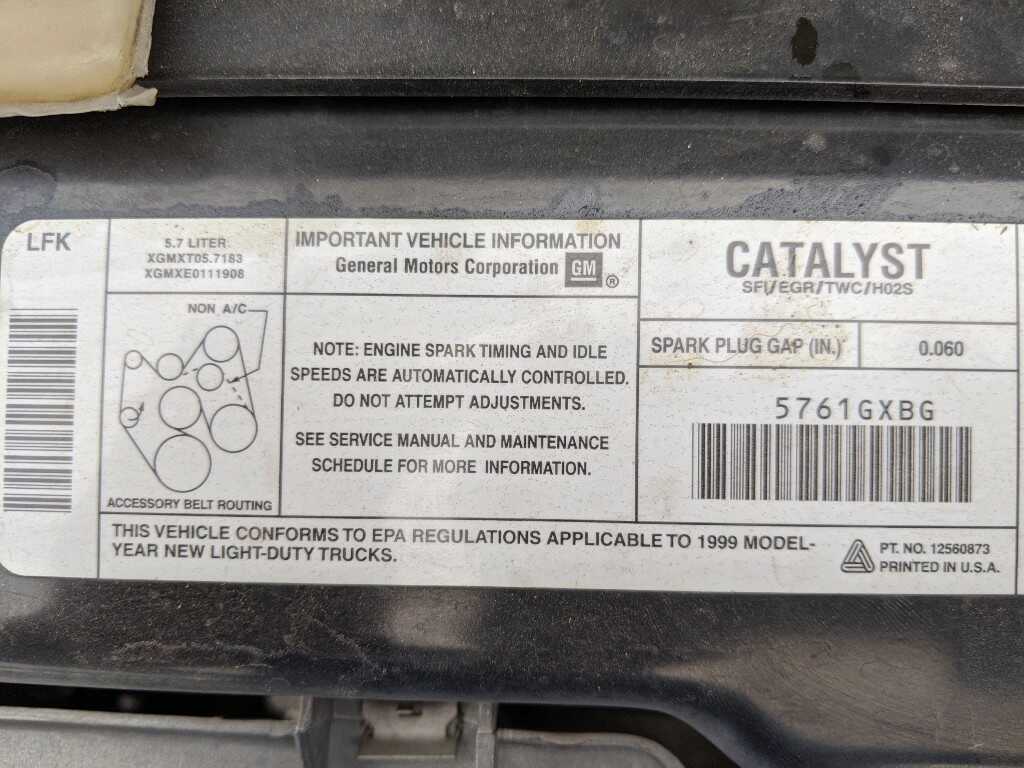 LFK
5.7 LITER
XGMXT05.7183
XGMXE0111908
NON A/C
ACCESSORY BELT ROUTING
IMPORTANT VEHICLE INFORMATION
General Motors Corporation GM ®
NOTE: ENGINE SPARK TIMING AND IDLE
SPEEDS ARE AUTOMATICALLY CONTROLLED.
DO NOT ATTEMPT ADJUSTMENTS.
SEE SERVICE MANUAL AND MAINTENANCE
SCHEDULE FOR MORE INFORMATION.
CATALYST
SFI/EGR/TWC/HO2S
SPARK PLUG GAP (IN.) 0.060
5761GXBG
THIS VEHICLE CONFORMS TO EPA REGULATIONS APPLICABLE TO 1999 MODEL-
YEAR NEW LIGHT-DUTY TRUCKS.
PT. NO. 12560873
PRINTED IN U.S.A.